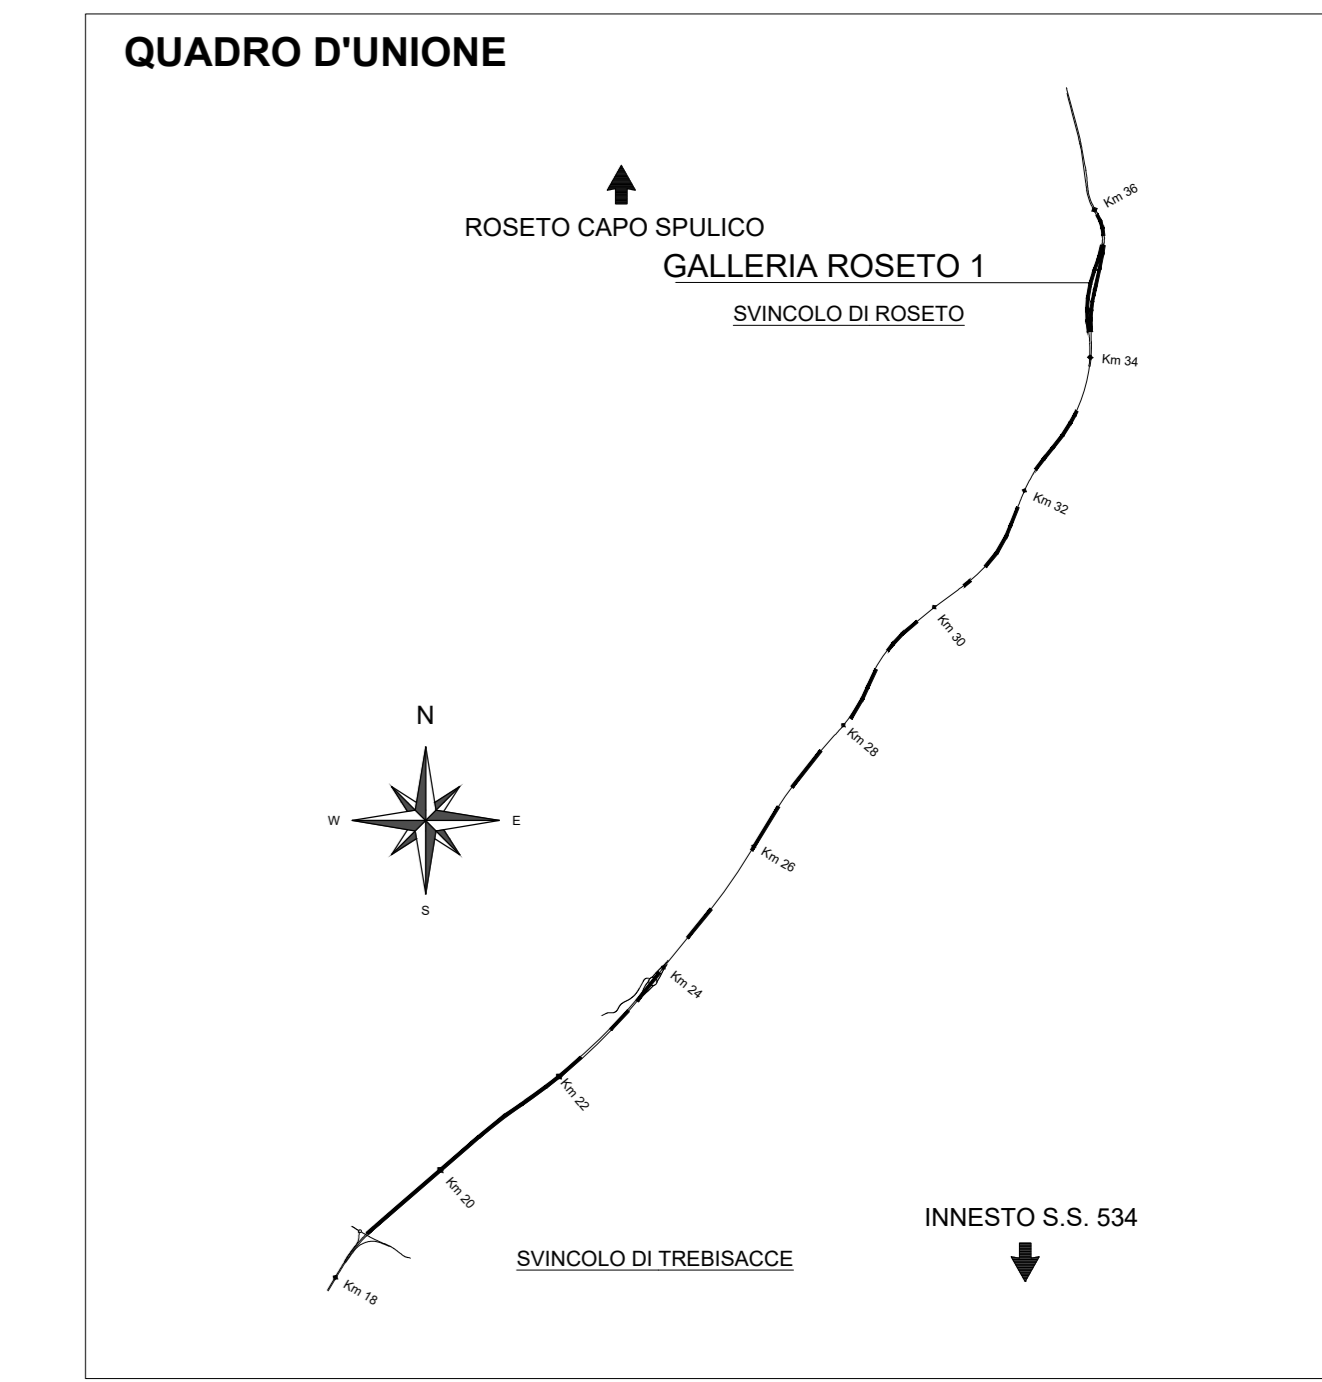 QUADRO D'UNIONE
Km 36
ROSETO CAPO SPULICO
GALLERIA ROSETO 1
SVINCOLO DI ROSETO
Km 34
Km 32
Km 30
N
Km 28
W
E
Km 26
S
Km 24
Km 22
Km 20
INNESTO S.S. 534
SVINCOLO DI TREBISACCE
Km 18